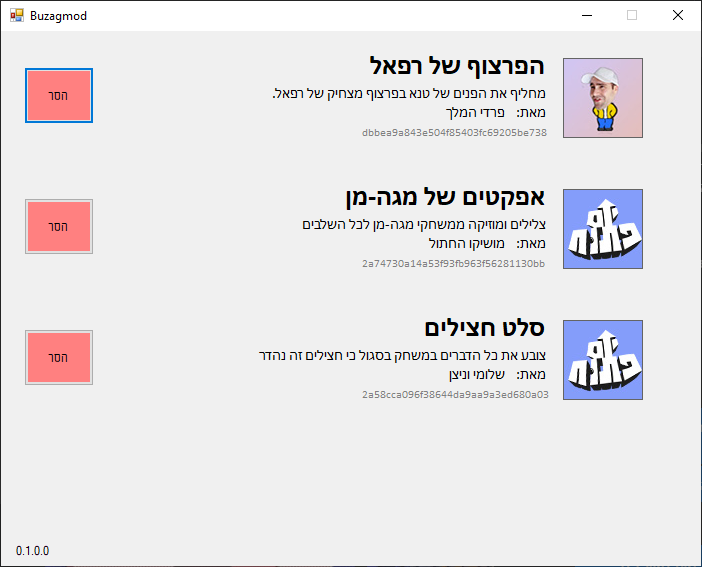 Buzagmod
הפרצוף של רפאל
מחליף את הפנים של טנא בפרצוף מצחיק של רפאל.
מאת: פרדי המלך
dbbea9a843e504f85403fc69205be738
הסר
אפקטים של מגה-מן
צלילים ומוזיקה ממשחקי מגה-מן לכל השלבים
מאת: מושיקו החתול
2a74730a14a53f93fb963f56281130bb
הסר
סלט חצילים
צובע את כל הדברים במשחק בסגול כי חצילים זה נהדר
מאת: שלומי וניצן
2a58cca096f38644da9aa9a3ed680a03
הסר
0.1.0.0